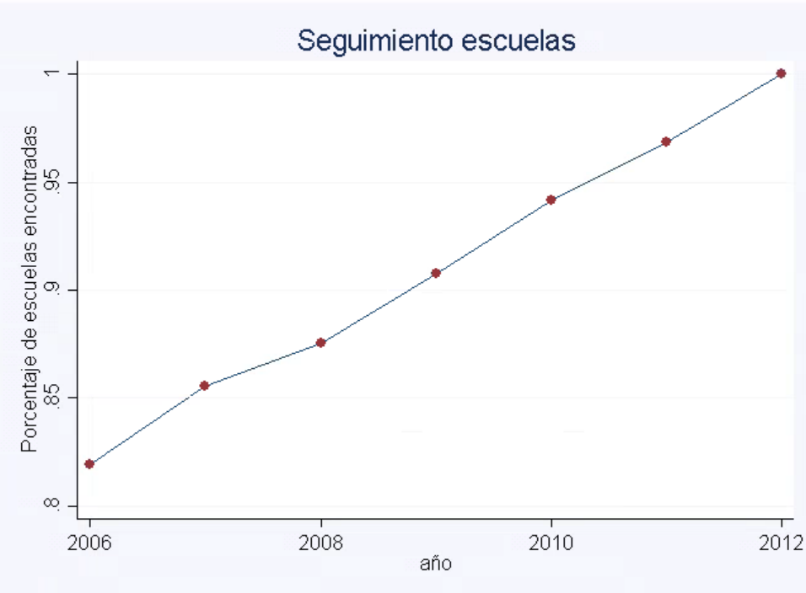 Seguimiento escuelas
Porcentaje de escuelas encontradas
1
.95
.9
.85
.8
2006 2008 2010 2012
año